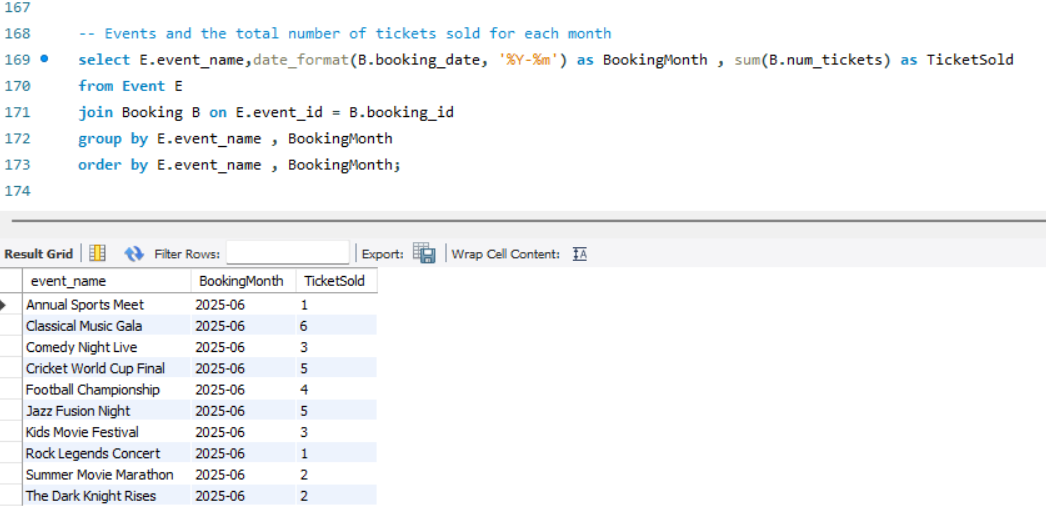 167
168 -- Events and the total number of tickets sold for each month
169 select E.event_name,date_format(B.booking_date, '%Y-%m') as BookingMonth , sum(B.num_tickets) as TicketSold
170 from Event E
171 join Booking B on E.event_id = B.booking_id
172 group by E.event_name , BookingMonth
173 order by E.event_name , BookingMonth;
174
Result Grid Filter Rows: Export: Wrap Cell Content: IA
event_name BookingMonth TicketSold
Annual Sports Meet 2025-06 1
Classical Music Gala 2025-06 6
Comedy Night Live 2025-06 3
Cricket World Cup Final 2025-06 5
Football Championship 2025-06 4
Jazz Fusion Night 2025-06 5
Kids Movie Festival 2025-06 3
Rock Legends Concert 2025-06 1
Summer Movie Marathon 2025-06 2
The Dark Knight Rises 2025-06 2